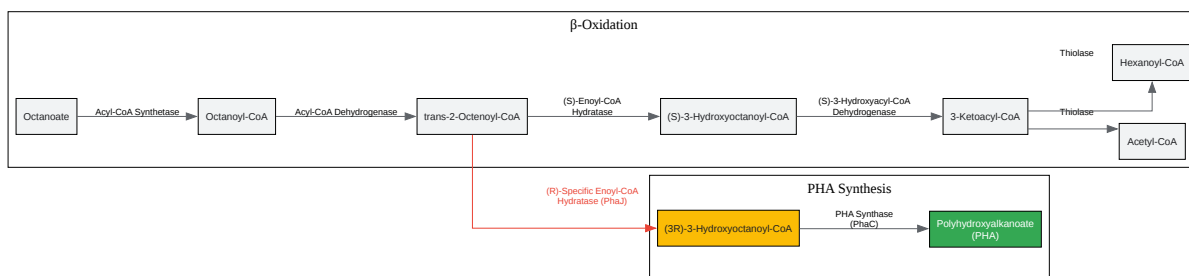 β-Oxidation
Thiolase
Hexanoyl-CoA
Octanoate
Acyl-CoA Synthetase
Octanoyl-CoA
Acyl-CoA Dehydrogenase
trans-2-Octenoyl-CoA
(S)-Enoyl-CoA
Hydratase
(S)-3-Hydroxyoctanoyl-CoA
(S)-3-Hydroxyacyl-CoA
Dehydrogenase
3-Ketoacyl-CoA
Thiolase
Acetyl-CoA
(R)-Specific Enoyl-CoA
Hydratase (PhaJ)
PHA Synthesis
(3R)-3-Hydroxyoctanoyl-CoA
PHA Synthase
(PhaC)
Polyhydroxyalkanoate
(PHA)